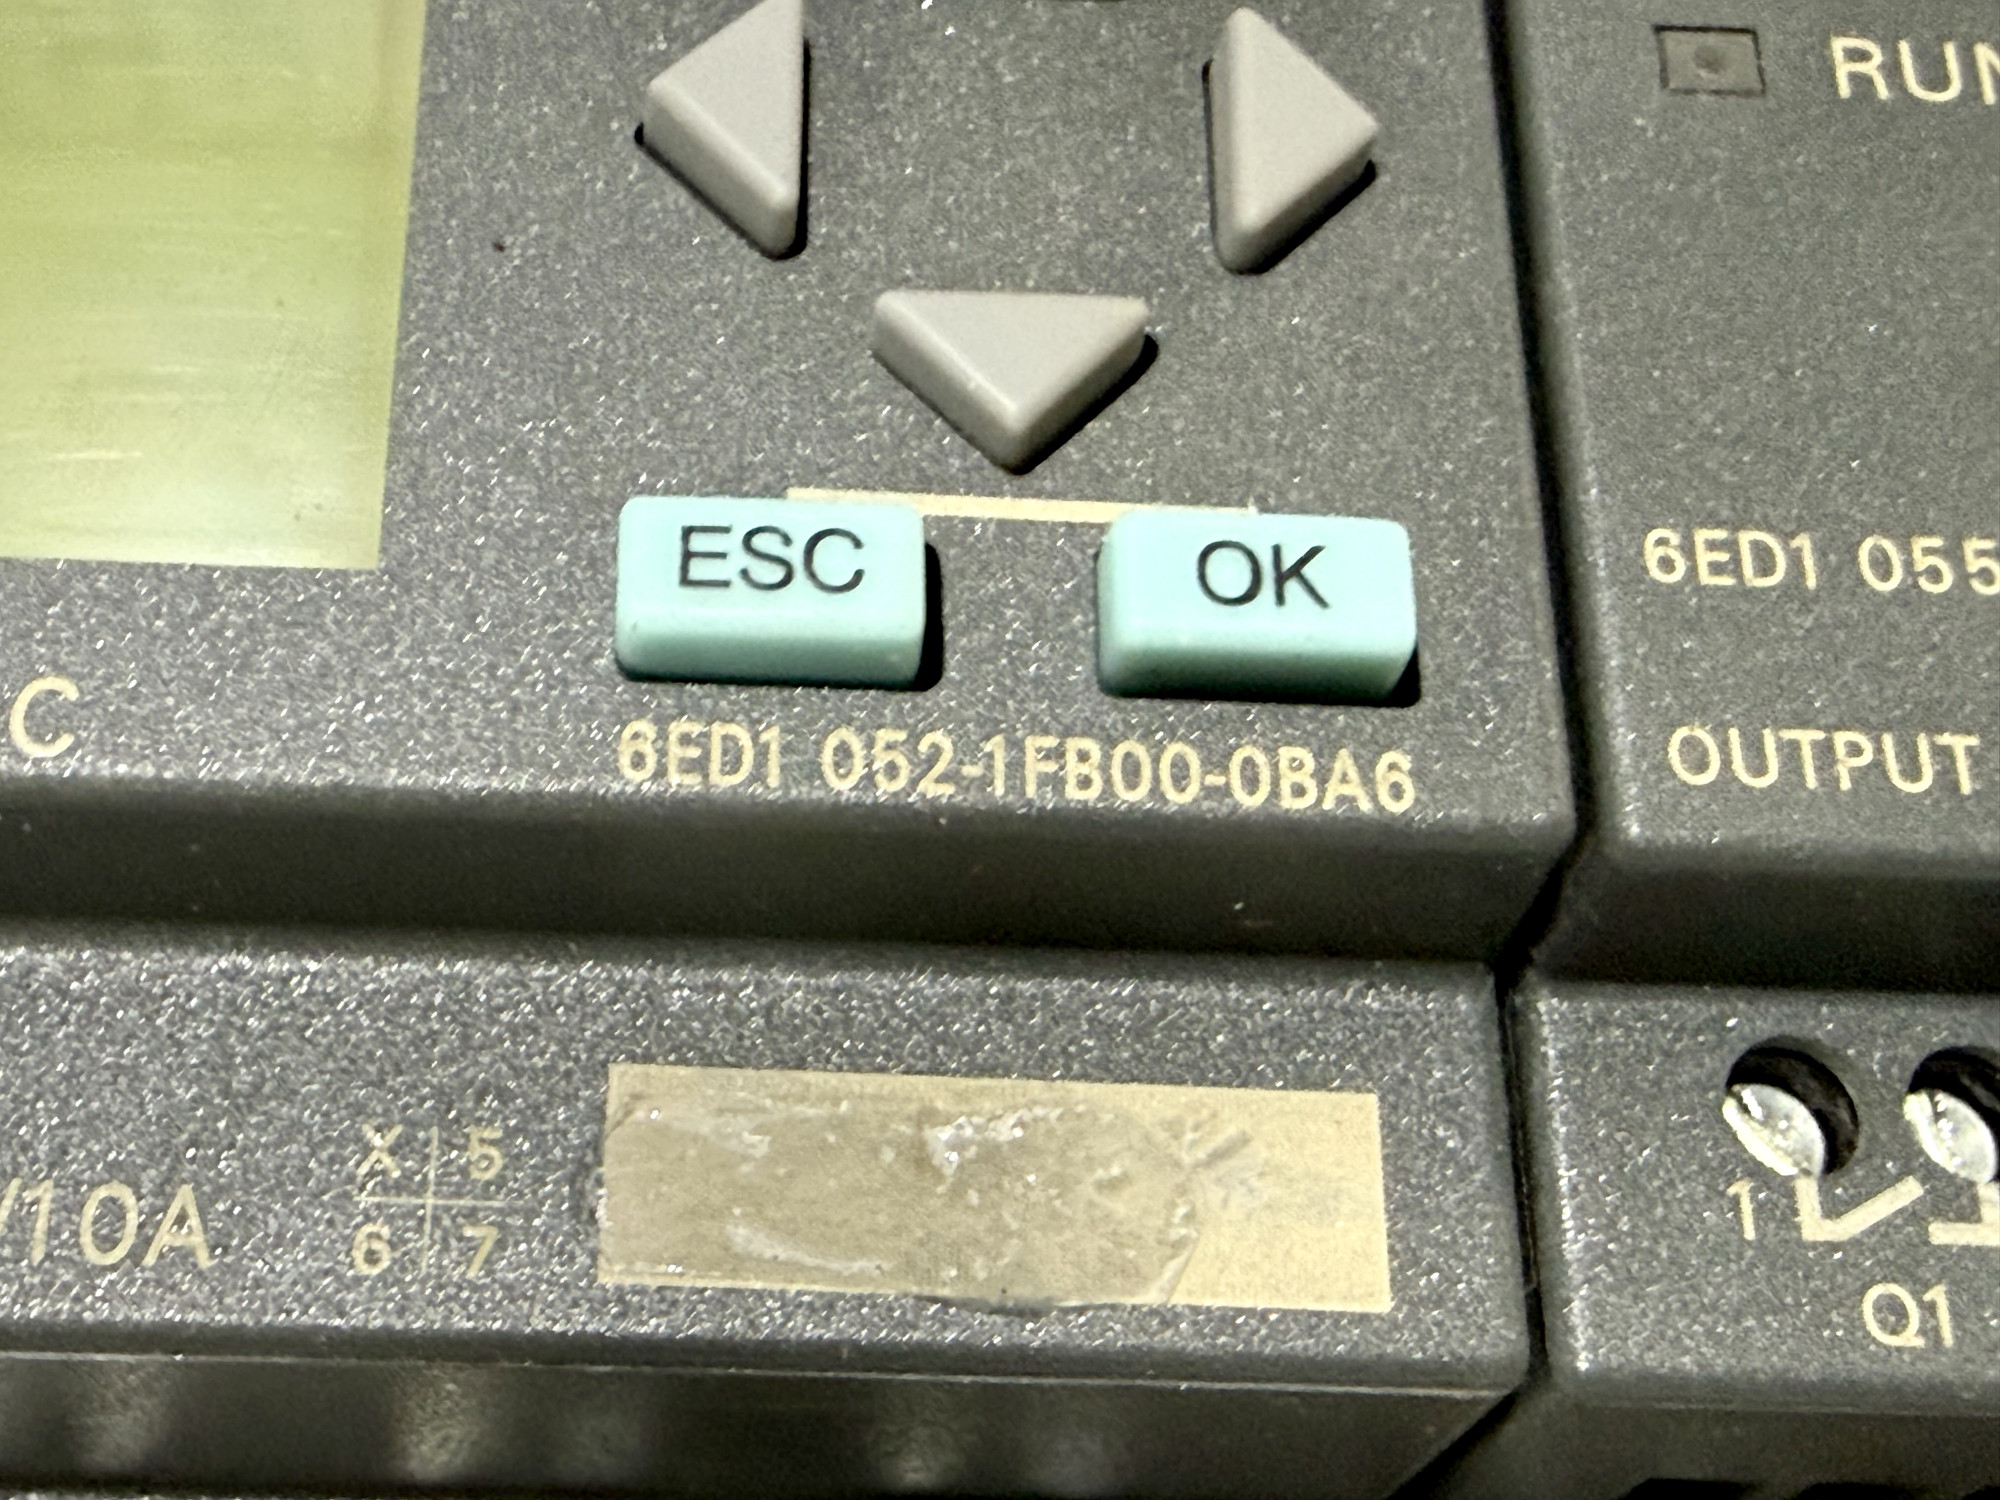 RUN
ESC
OK
6ED1 055
C
6ED1 052-1FB00-0BA6
OUTPUT
/10A
X 5
6 7
1
Q1